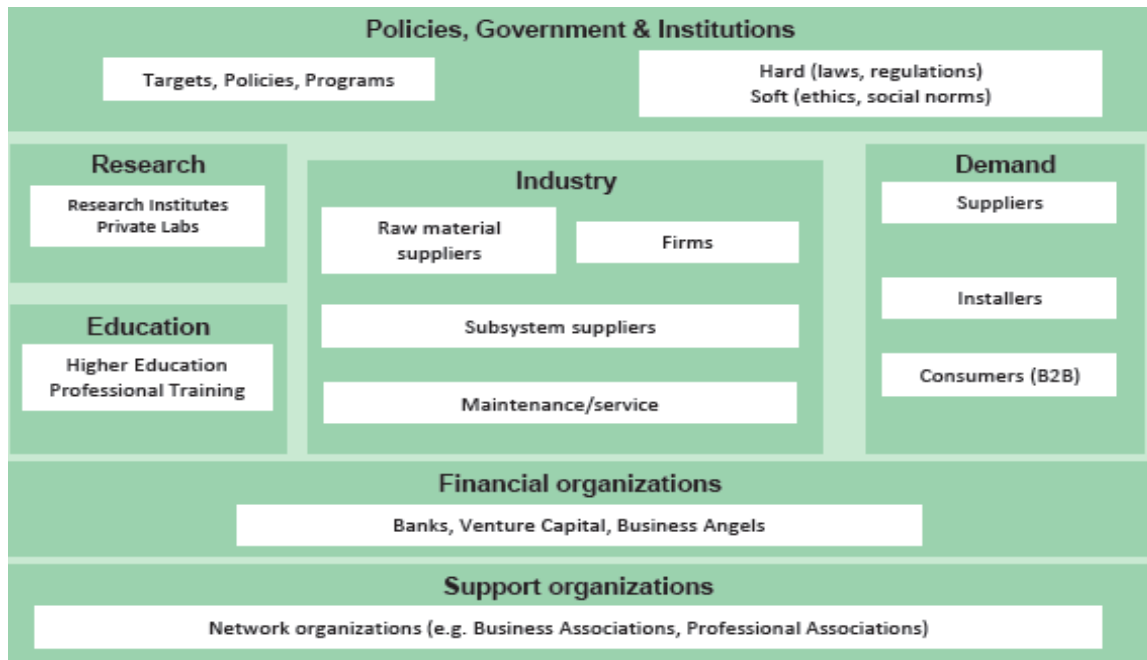 Policies, Government & Institutions
Targets, Policies, Programs
Hard (laws, regulations)
Soft (ethics, social norms)
Research
Research Institutes
Private Labs
Education
Higher Education
Professional Training
Industry
Raw material
suppliers
Firms
Subsystem suppliers
Maintenance/service
Demand
Suppliers
Installers
Consumers (B2B)
Financial organizations
Banks, Venture Capital, Business Angels
Support organizations
Network organizations (e.g. Business Associations, Professional Associations)